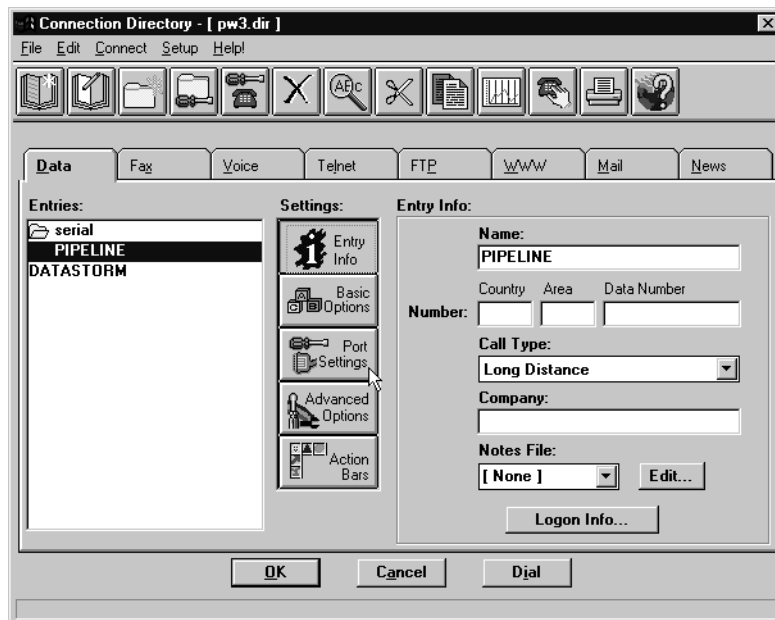 Connection Directory - [ pw3.dir ]
File Edit Connect Setup Help!
Data Fax Voice Telnet FTP WWW Mail News
Entries:
serial
PIPELINE
DATASTORM
Settings:
Entry
Info
Basic
Options
Port
Settings
Advanced
Options
Action
Bars
Entry Info:
Name:
PIPELINE
Country Area Data Number
Number:
Call Type:
Long Distance
Company:
Notes File:
[ None ] Edit...
Logon Info...
OK Cancel Dial